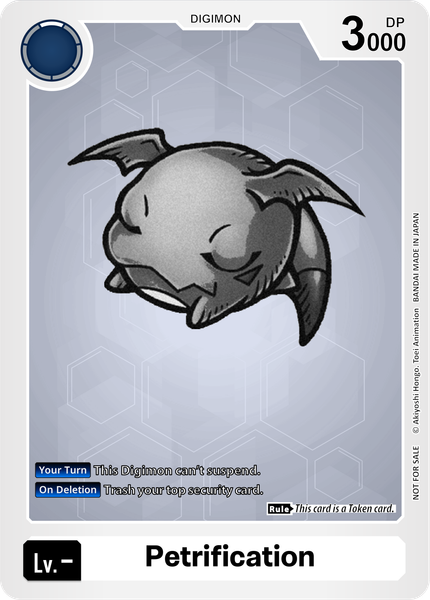 DIGIMON
DP
3000
Your Turn This Digimon can't suspend.
On Deletion Trash your top security card.
Rule This card is a Token card.
Lv.–
Petrification
NOT FOR SALE © Akiyoshi Hongo, Toei Animation BANDAI MADE IN JAPAN